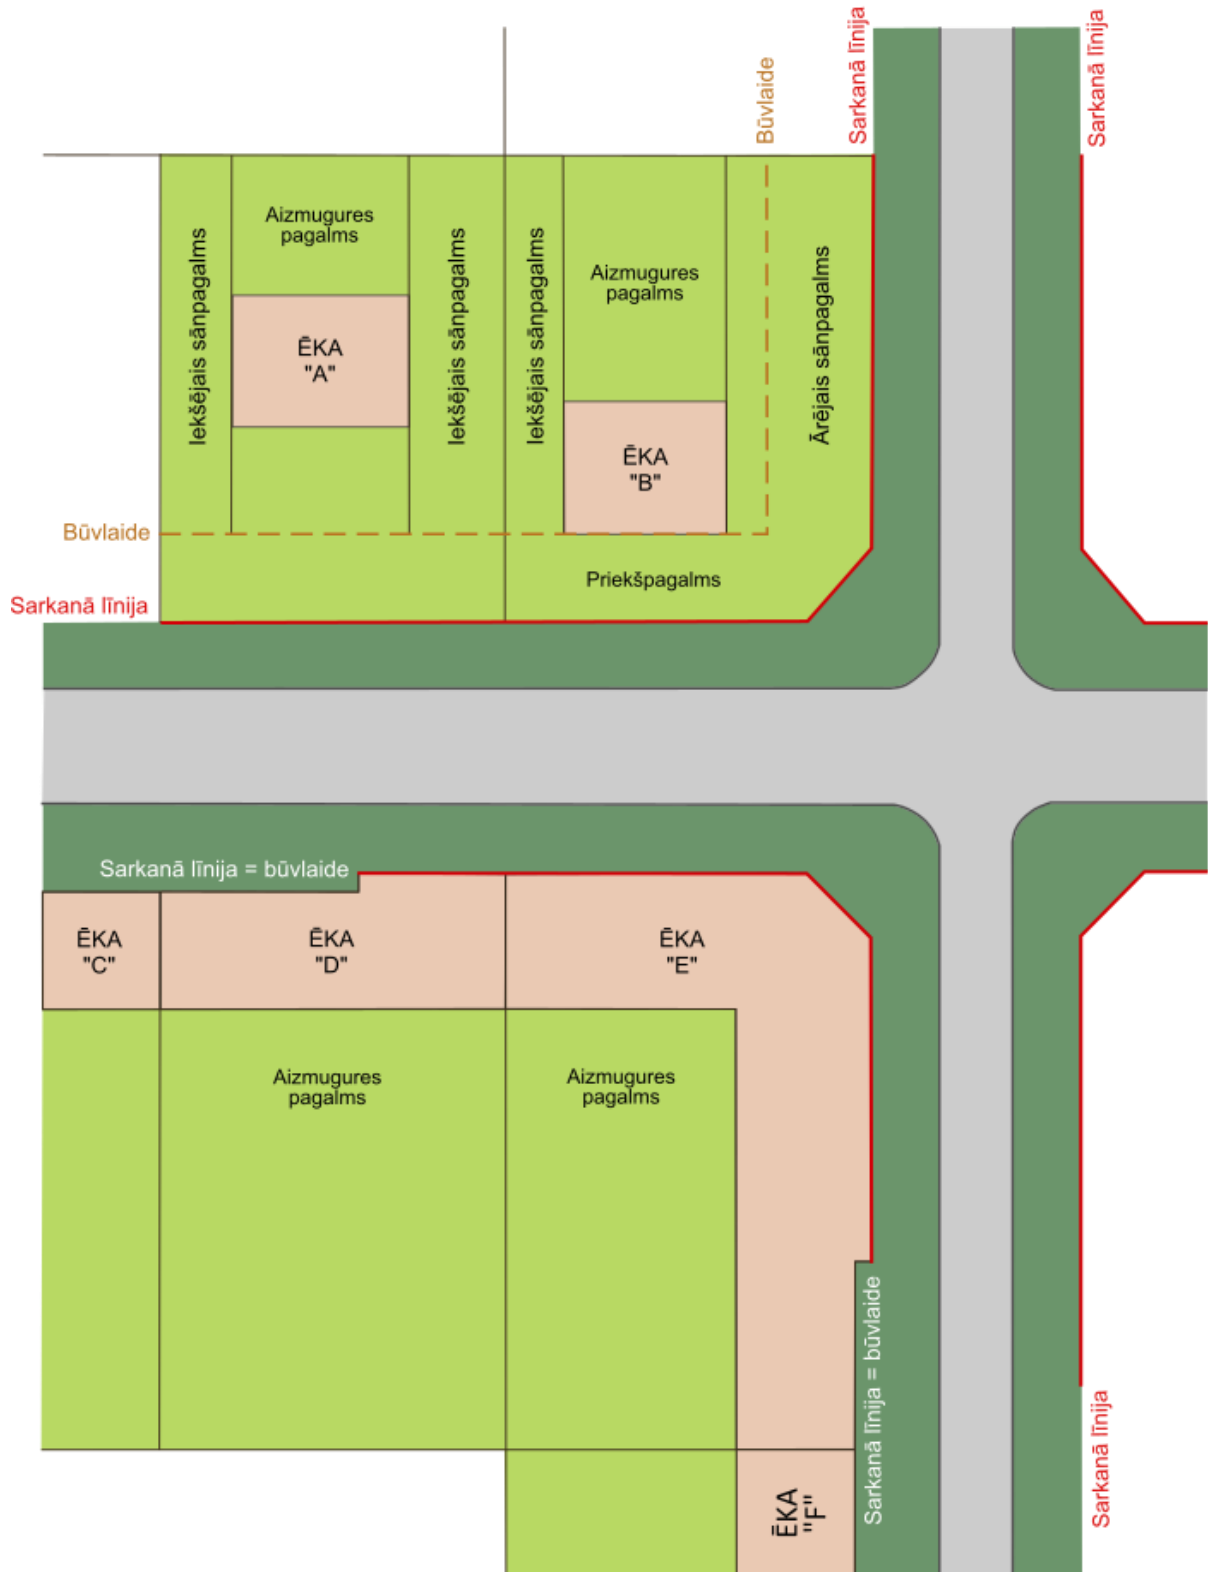 Sarkanā līnija
Sarkanā līnija
Būvlaide
Iekšējais sānpagalms
Aizmugures
pagalms
Iekšējais sānpagalms
Iekšējais sānpagalms
Aizmugures
pagalms
Ārējais sānpagalms
ĒKA
"A"
ĒKA
"B"
Būvlaide
Priekšpagalms
Sarkanā līnija
Sarkanā līnija = būvlaide
ĒKA
"C"
ĒKA
"D"
ĒKA
"E"
Aizmugures
pagalms
Aizmugures
pagalms
Sarkanā līnija = būvlaide
Sarkanā līnija
ĒKA
"F"